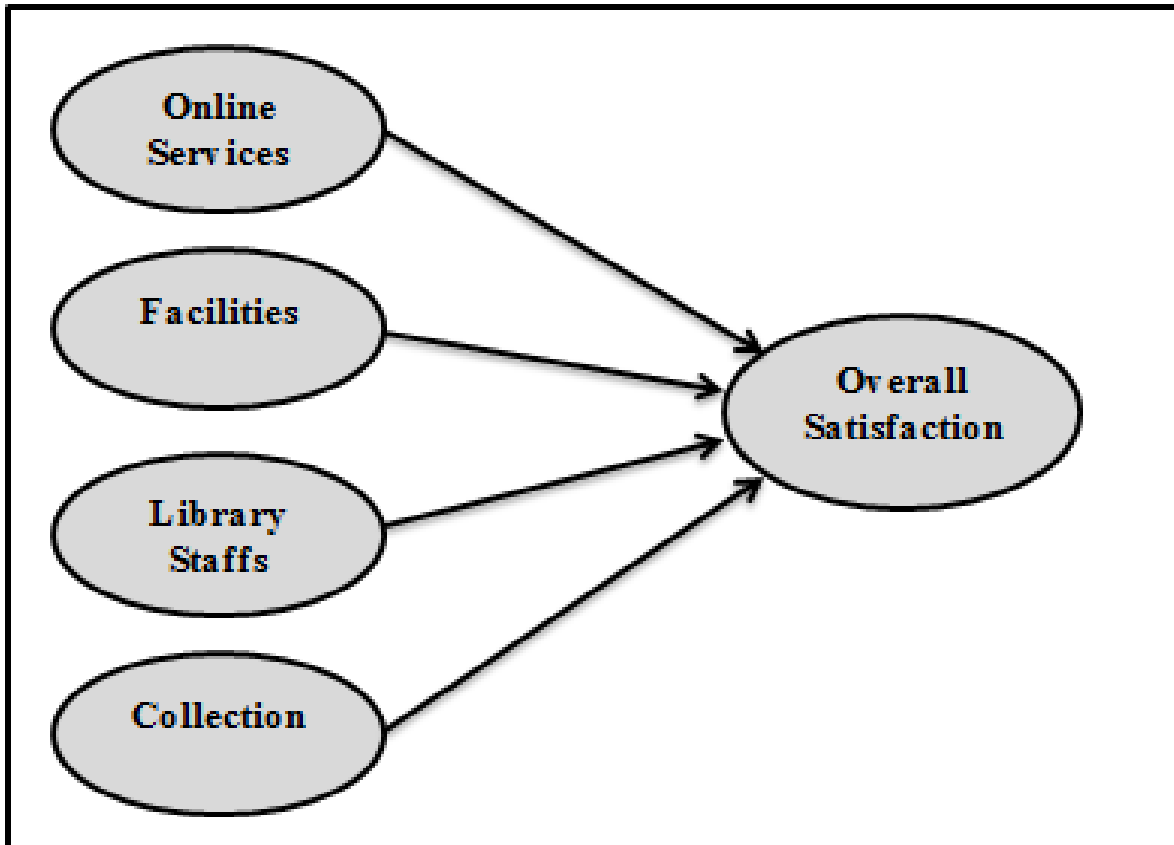 Online
Services
Facilities
Library
Staffs
Collection
Overall
Satisfaction